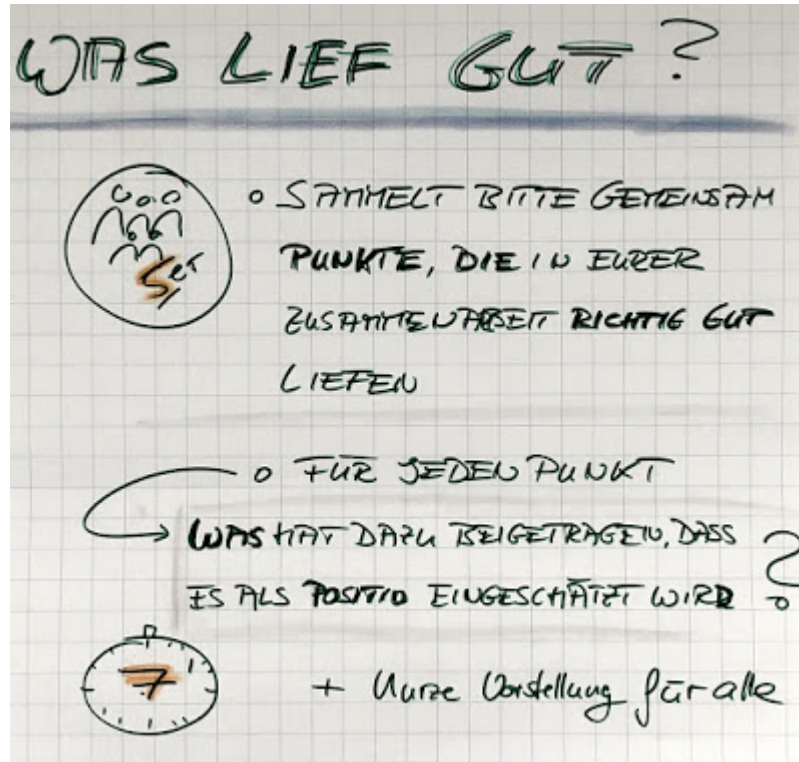 WAS LIEF GUT?
○ SAMMELT BITTE GEMEINSAM
PUNKTE, DIE IN EURER
ZUSAMMENARBEIT RICHTIG GUT
LIEFEN
5er
○ FÜR JEDEN PUNKT
WAS HAT DAZU BEIGETRAGEN, DASS
ES ALS POSITIV EINGESCHÄTZT WIRD?
7
+ Kurze Vorstellung für alle